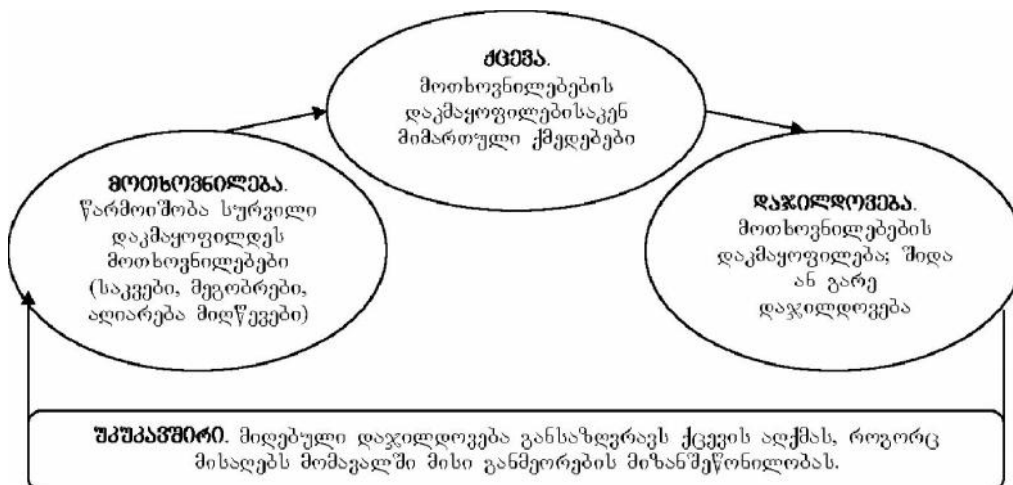 ᲛᲝᲗᲮᲝᲕᲜᲘᲚᲔᲑᲐ.
წარმოიშობა სურვილი
დაკმაყოფილდეს
მოთხოვნილებები
(საკვები, მეგობრები,
აღიარება მიღწევები)
ᲥᲪᲔᲕᲐ.
მოთხოვნილებების
დაკმაყოფილებისაკენ
მიმართული ქმედებები
ᲓᲐᲯᲘᲚᲓᲝᲕᲔᲑᲐ.
მოთხოვნილებების
დაკმაყოფილება; შიდა
ან გარე
დაჯილდოვება
ᲣᲙᲣᲙᲐᲕᲨᲘᲠᲘ. მიღებული დაჯილდოვება განსაზღვრავს ქცევის აღქმას, როგორც
მისაღებს მომავალში მისი განმეორების მიზანშეწონილობას.